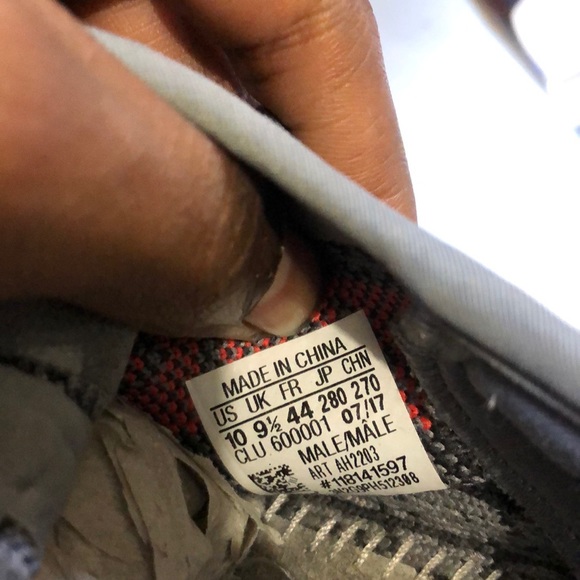 MADE IN CHINA
US UK FR JP CHN
10 9½ 44 280 270
CLU 600001 07/17
MALE/MALE
ART AH2203
#118141597